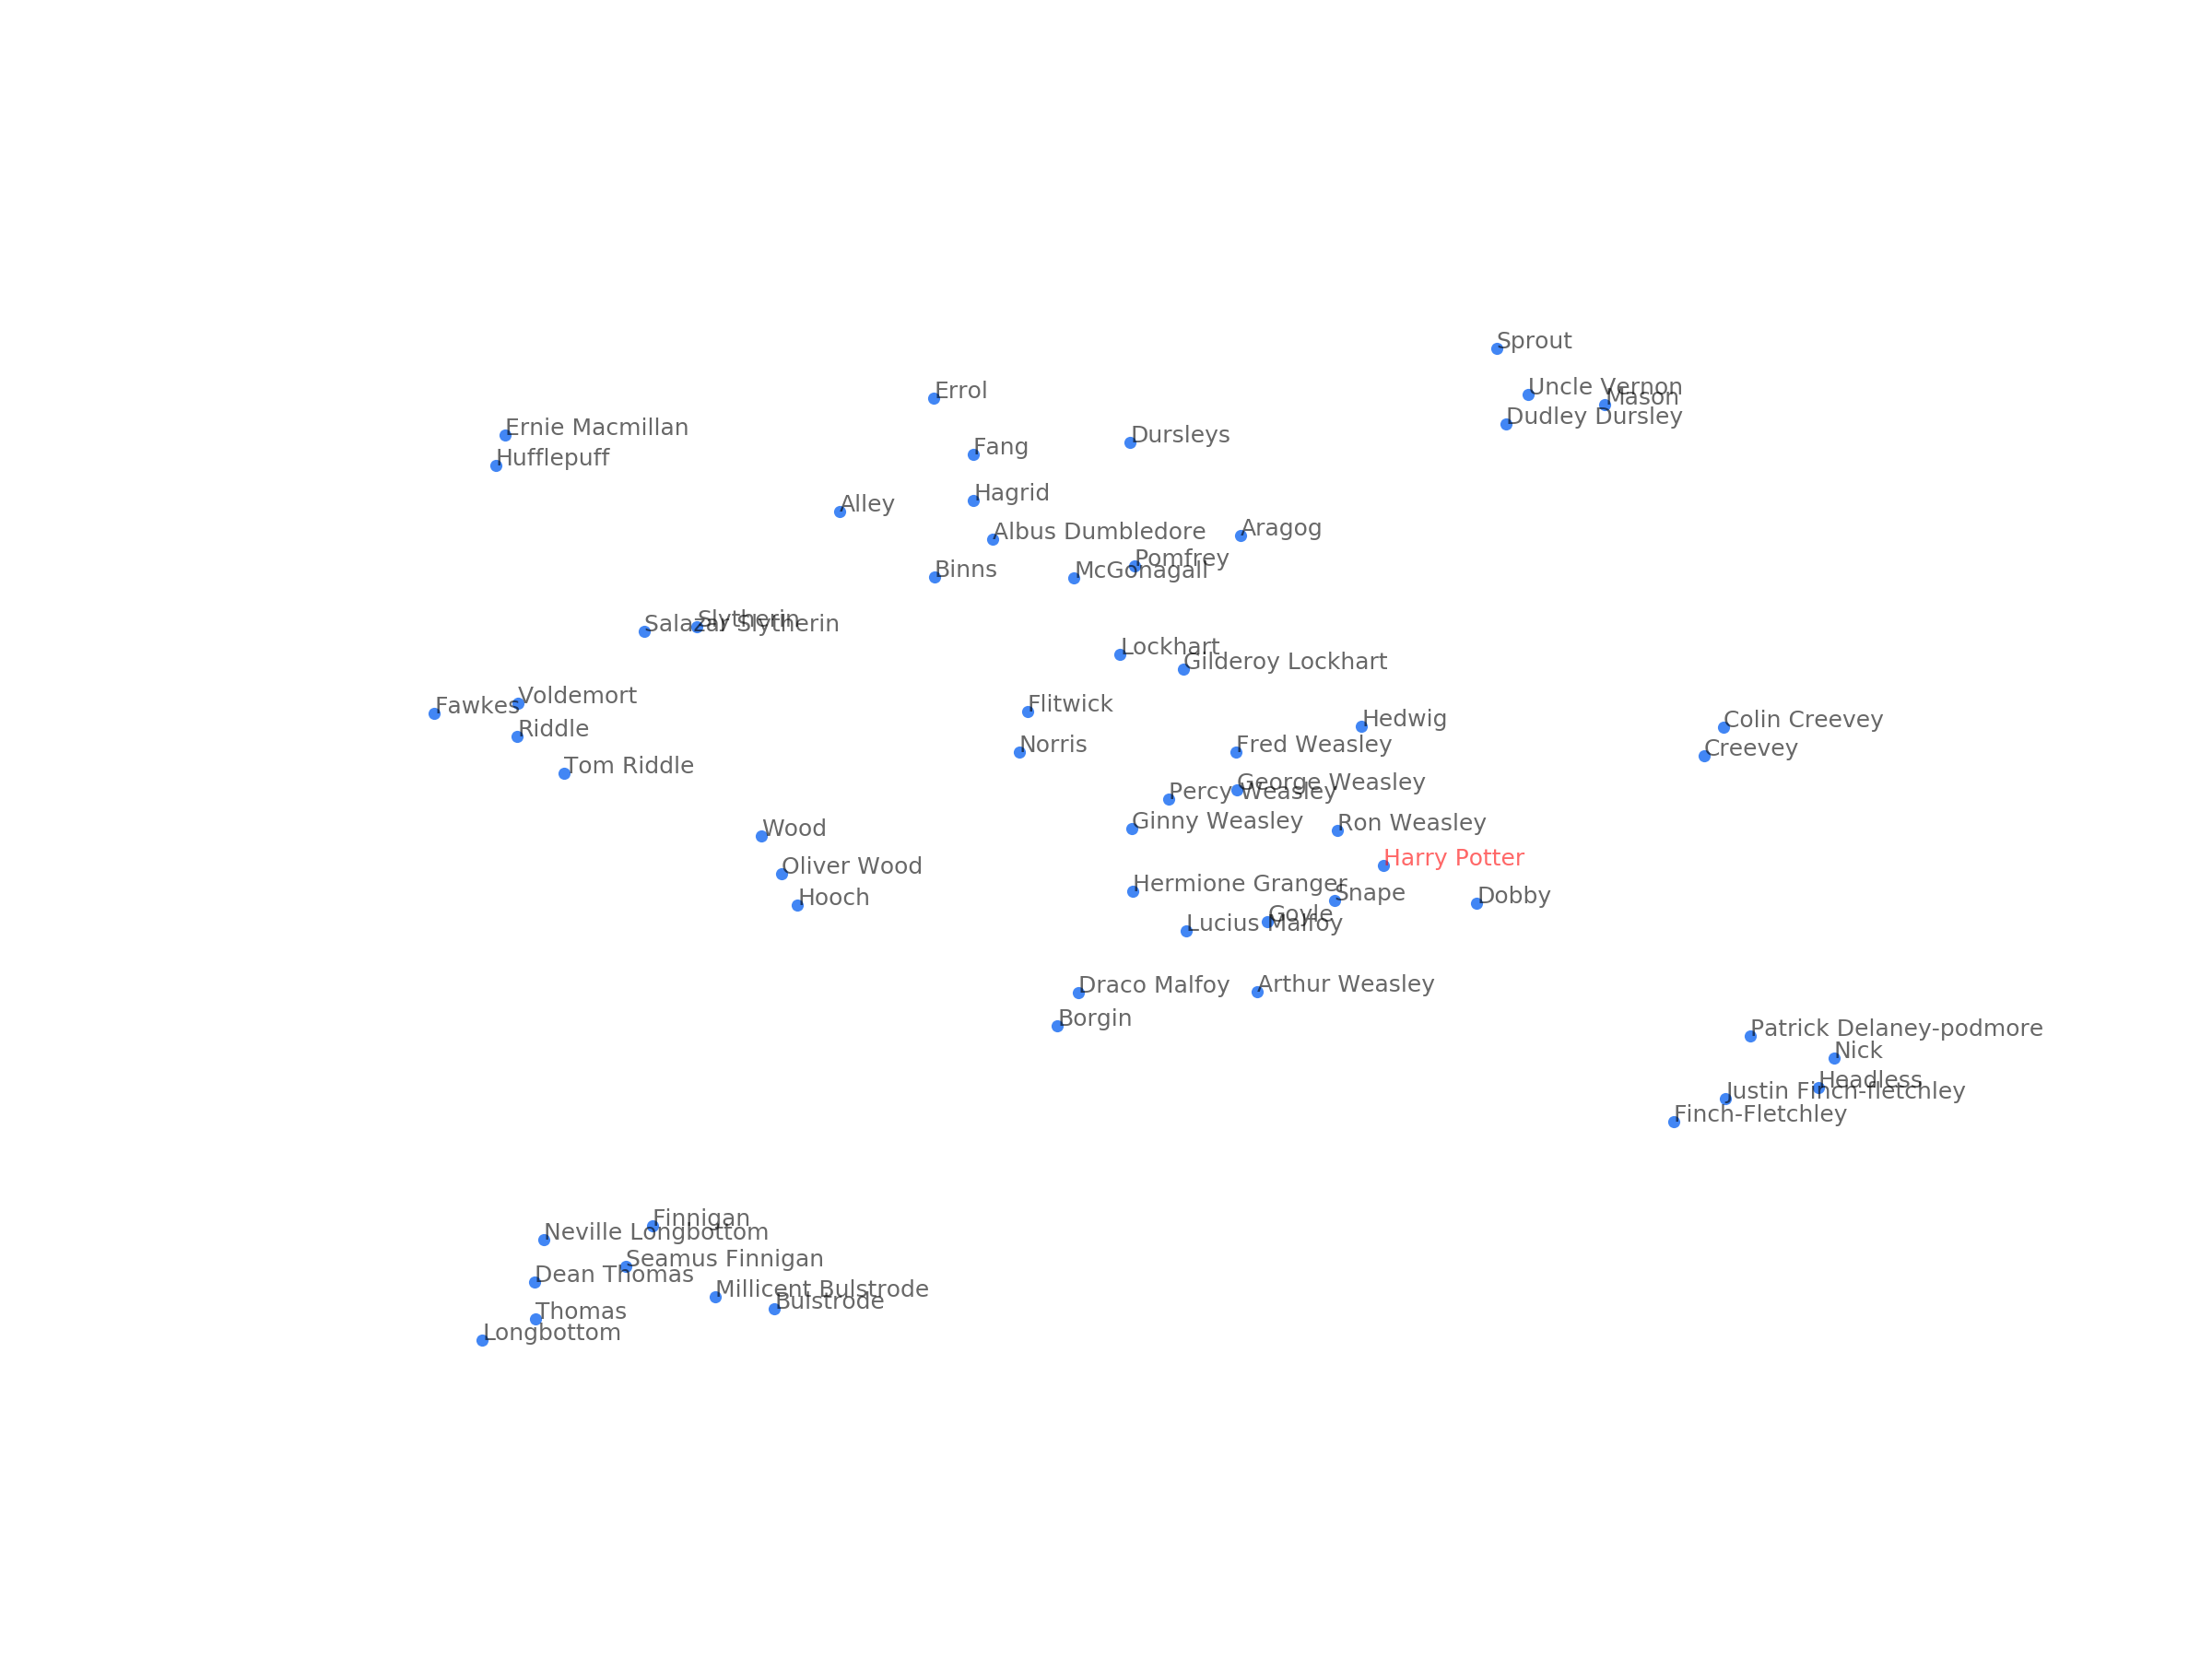 Sprout
Uncle Vernon
Mason
Dudley Dursley
Errol
Ernie Macmillan
Hufflepuff
Fang
Dursleys
Hagrid
Alley
Albus Dumbledore
Aragog
Pomfrey
McGonagall
Binns
Slytherin
Salazar Slytherin
Lockhart
Gilderoy Lockhart
Voldemort
Fawkes
Riddle
Tom Riddle
Flitwick
Norris
Hedwig
Fred Weasley
Colin Creevey
Creevey
George Weasley
Percy Weasley
Ginny Weasley
Ron Weasley
Wood
Oliver Wood
Hooch
Harry Potter
Hermione Granger
Snape
Dobby
Goyle
Lucius Malfoy
Draco Malfoy
Arthur Weasley
Borgin
Patrick Delaney-podmore
Nick
Headless
Justin Finch-fletchley
Finch-Fletchley
Finnigan
Neville Longbottom
Seamus Finnigan
Dean Thomas
Millicent Bulstrode
Bulstrode
Thomas
Longbottom